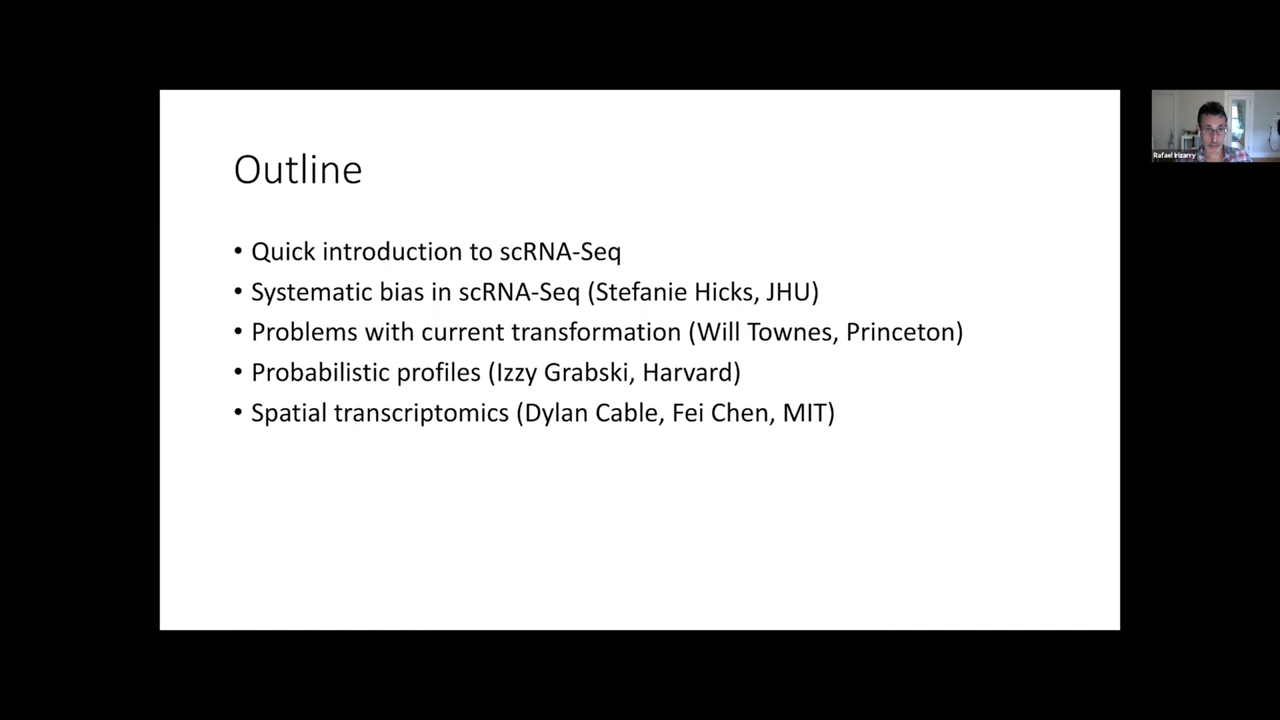 Outline
• Quick introduction to scRNA-Seq
• Systematic bias in scRNA-Seq (Stefanie Hicks, JHU)
• Problems with current transformation (Will Townes, Princeton)
• Probabilistic profiles (Izzy Grabski, Harvard)
• Spatial transcriptomics (Dylan Cable, Fei Chen, MIT)
Rafael Irizarry